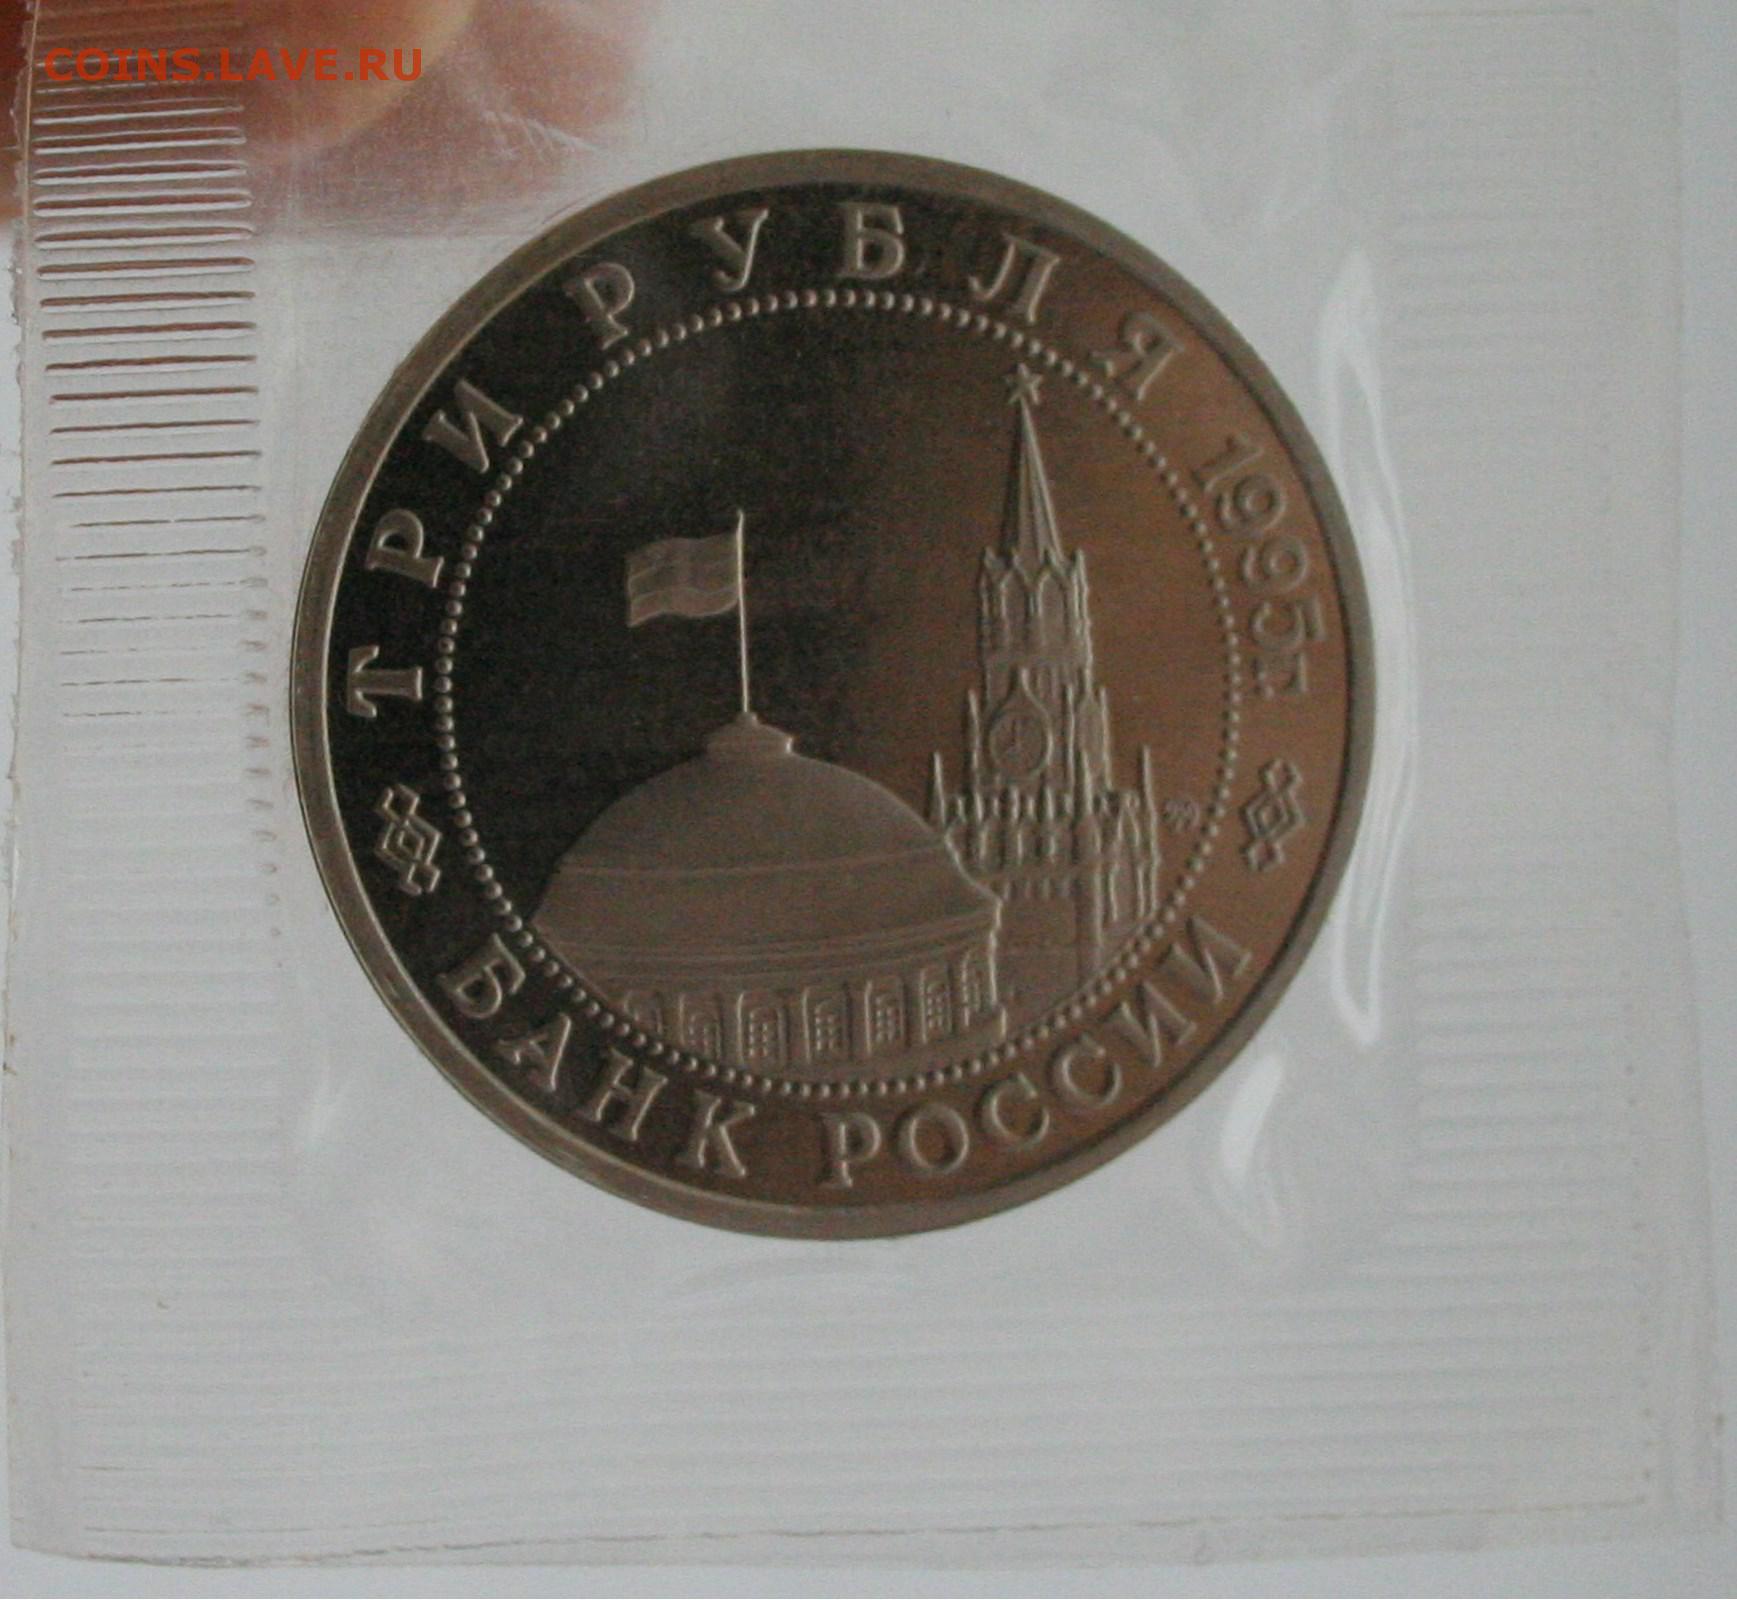 COINS.LAVE.RU
ТРИ РУБЛЯ 1995г.
БАНК РОССИИ